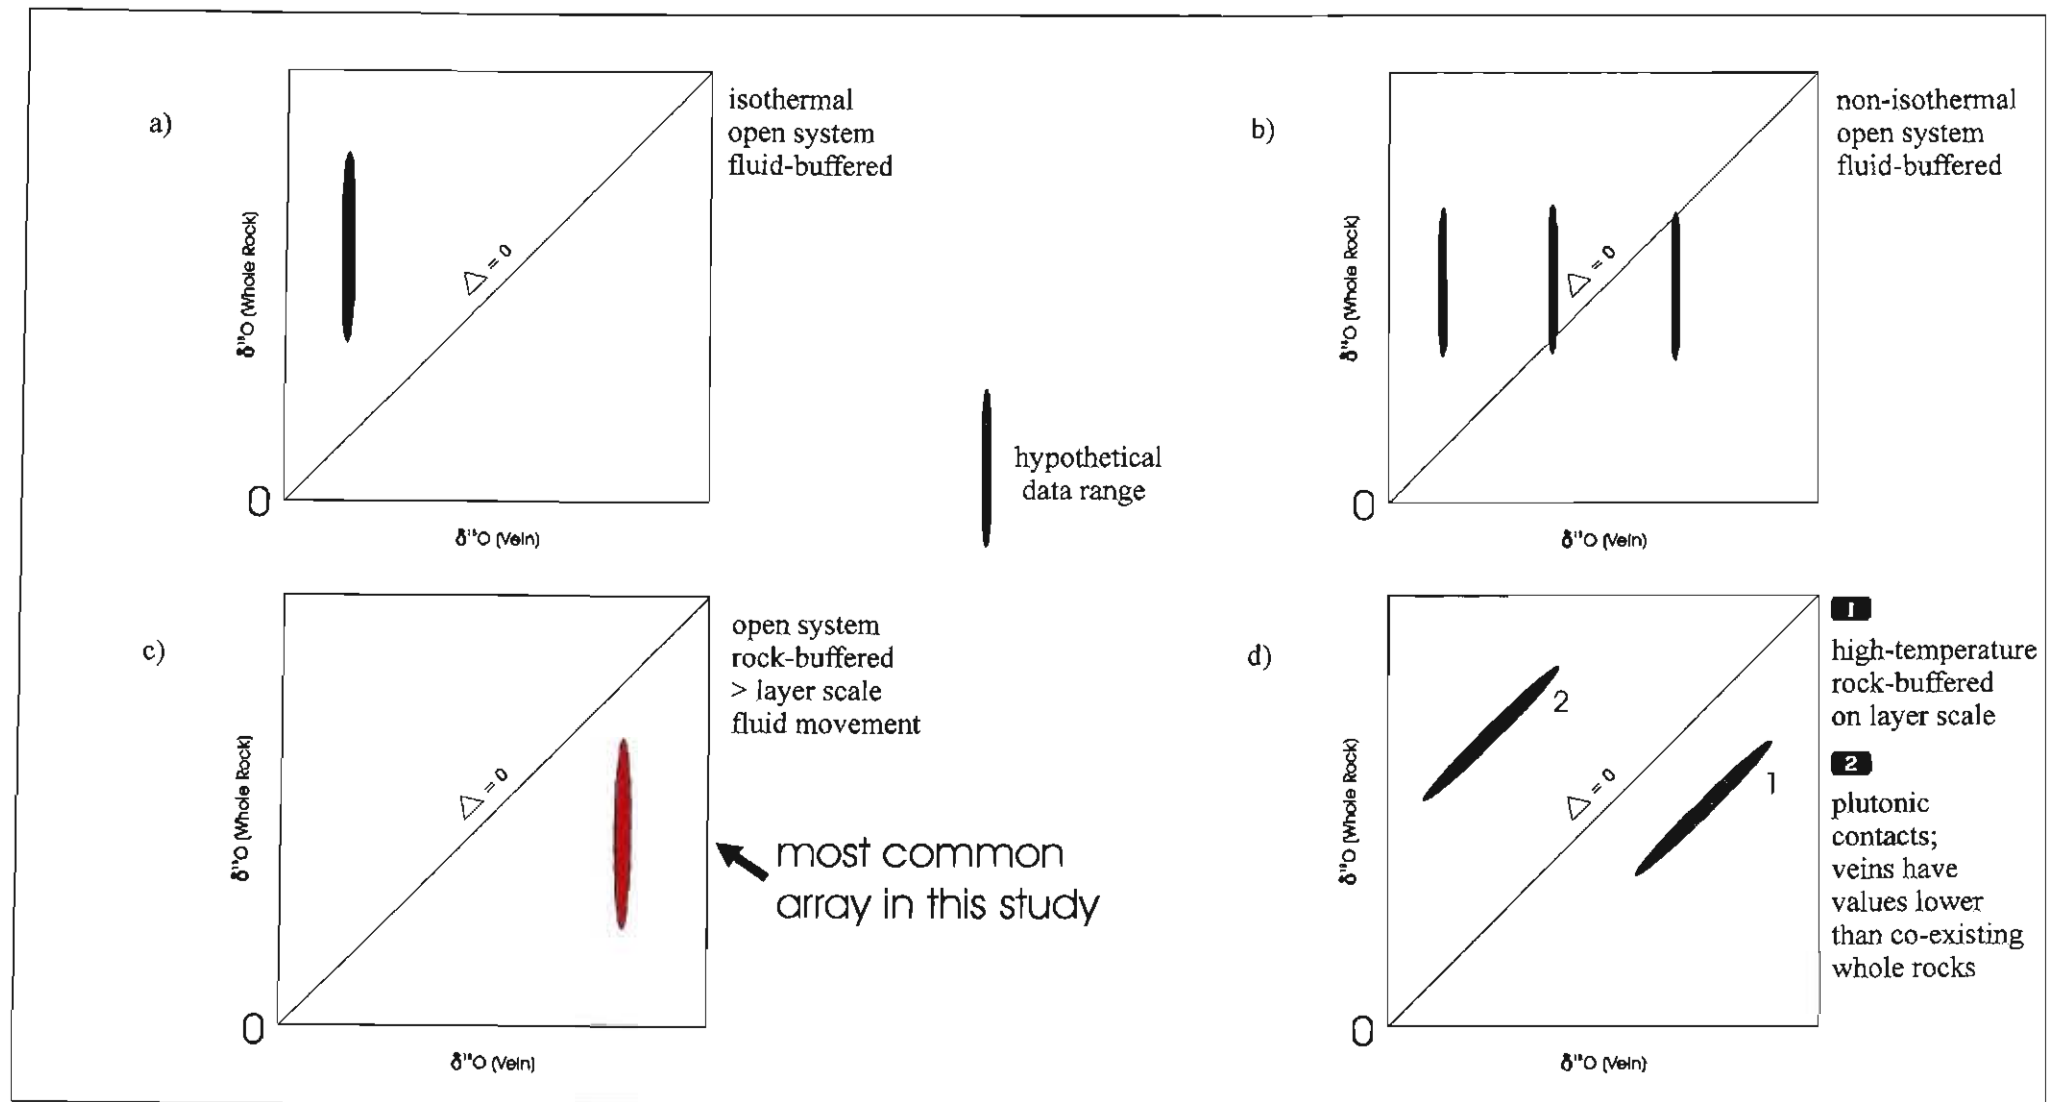 a)
isothermal
open system
fluid-buffered
δ¹⁸O (Whole Rock)
△ = 0
0
δ¹⁸O (Vein)
b)
non-isothermal
open system
fluid-buffered
δ¹⁸O (Whole Rock)
△ = 0
0
δ¹⁸O (Vein)
hypothetical
data range
c)
open system
rock-buffered
> layer scale
fluid movement
δ¹⁸O (Whole Rock)
△ = 0
0
δ¹⁸O (Vein)
most common
array in this study
d)
2
1
δ¹⁸O (Whole Rock)
△ = 0
0
δ¹⁸O (Vein)
1
high-temperature
rock-buffered
on layer scale
2
plutonic
contacts;
veins have
values lower
than co-existing
whole rocks